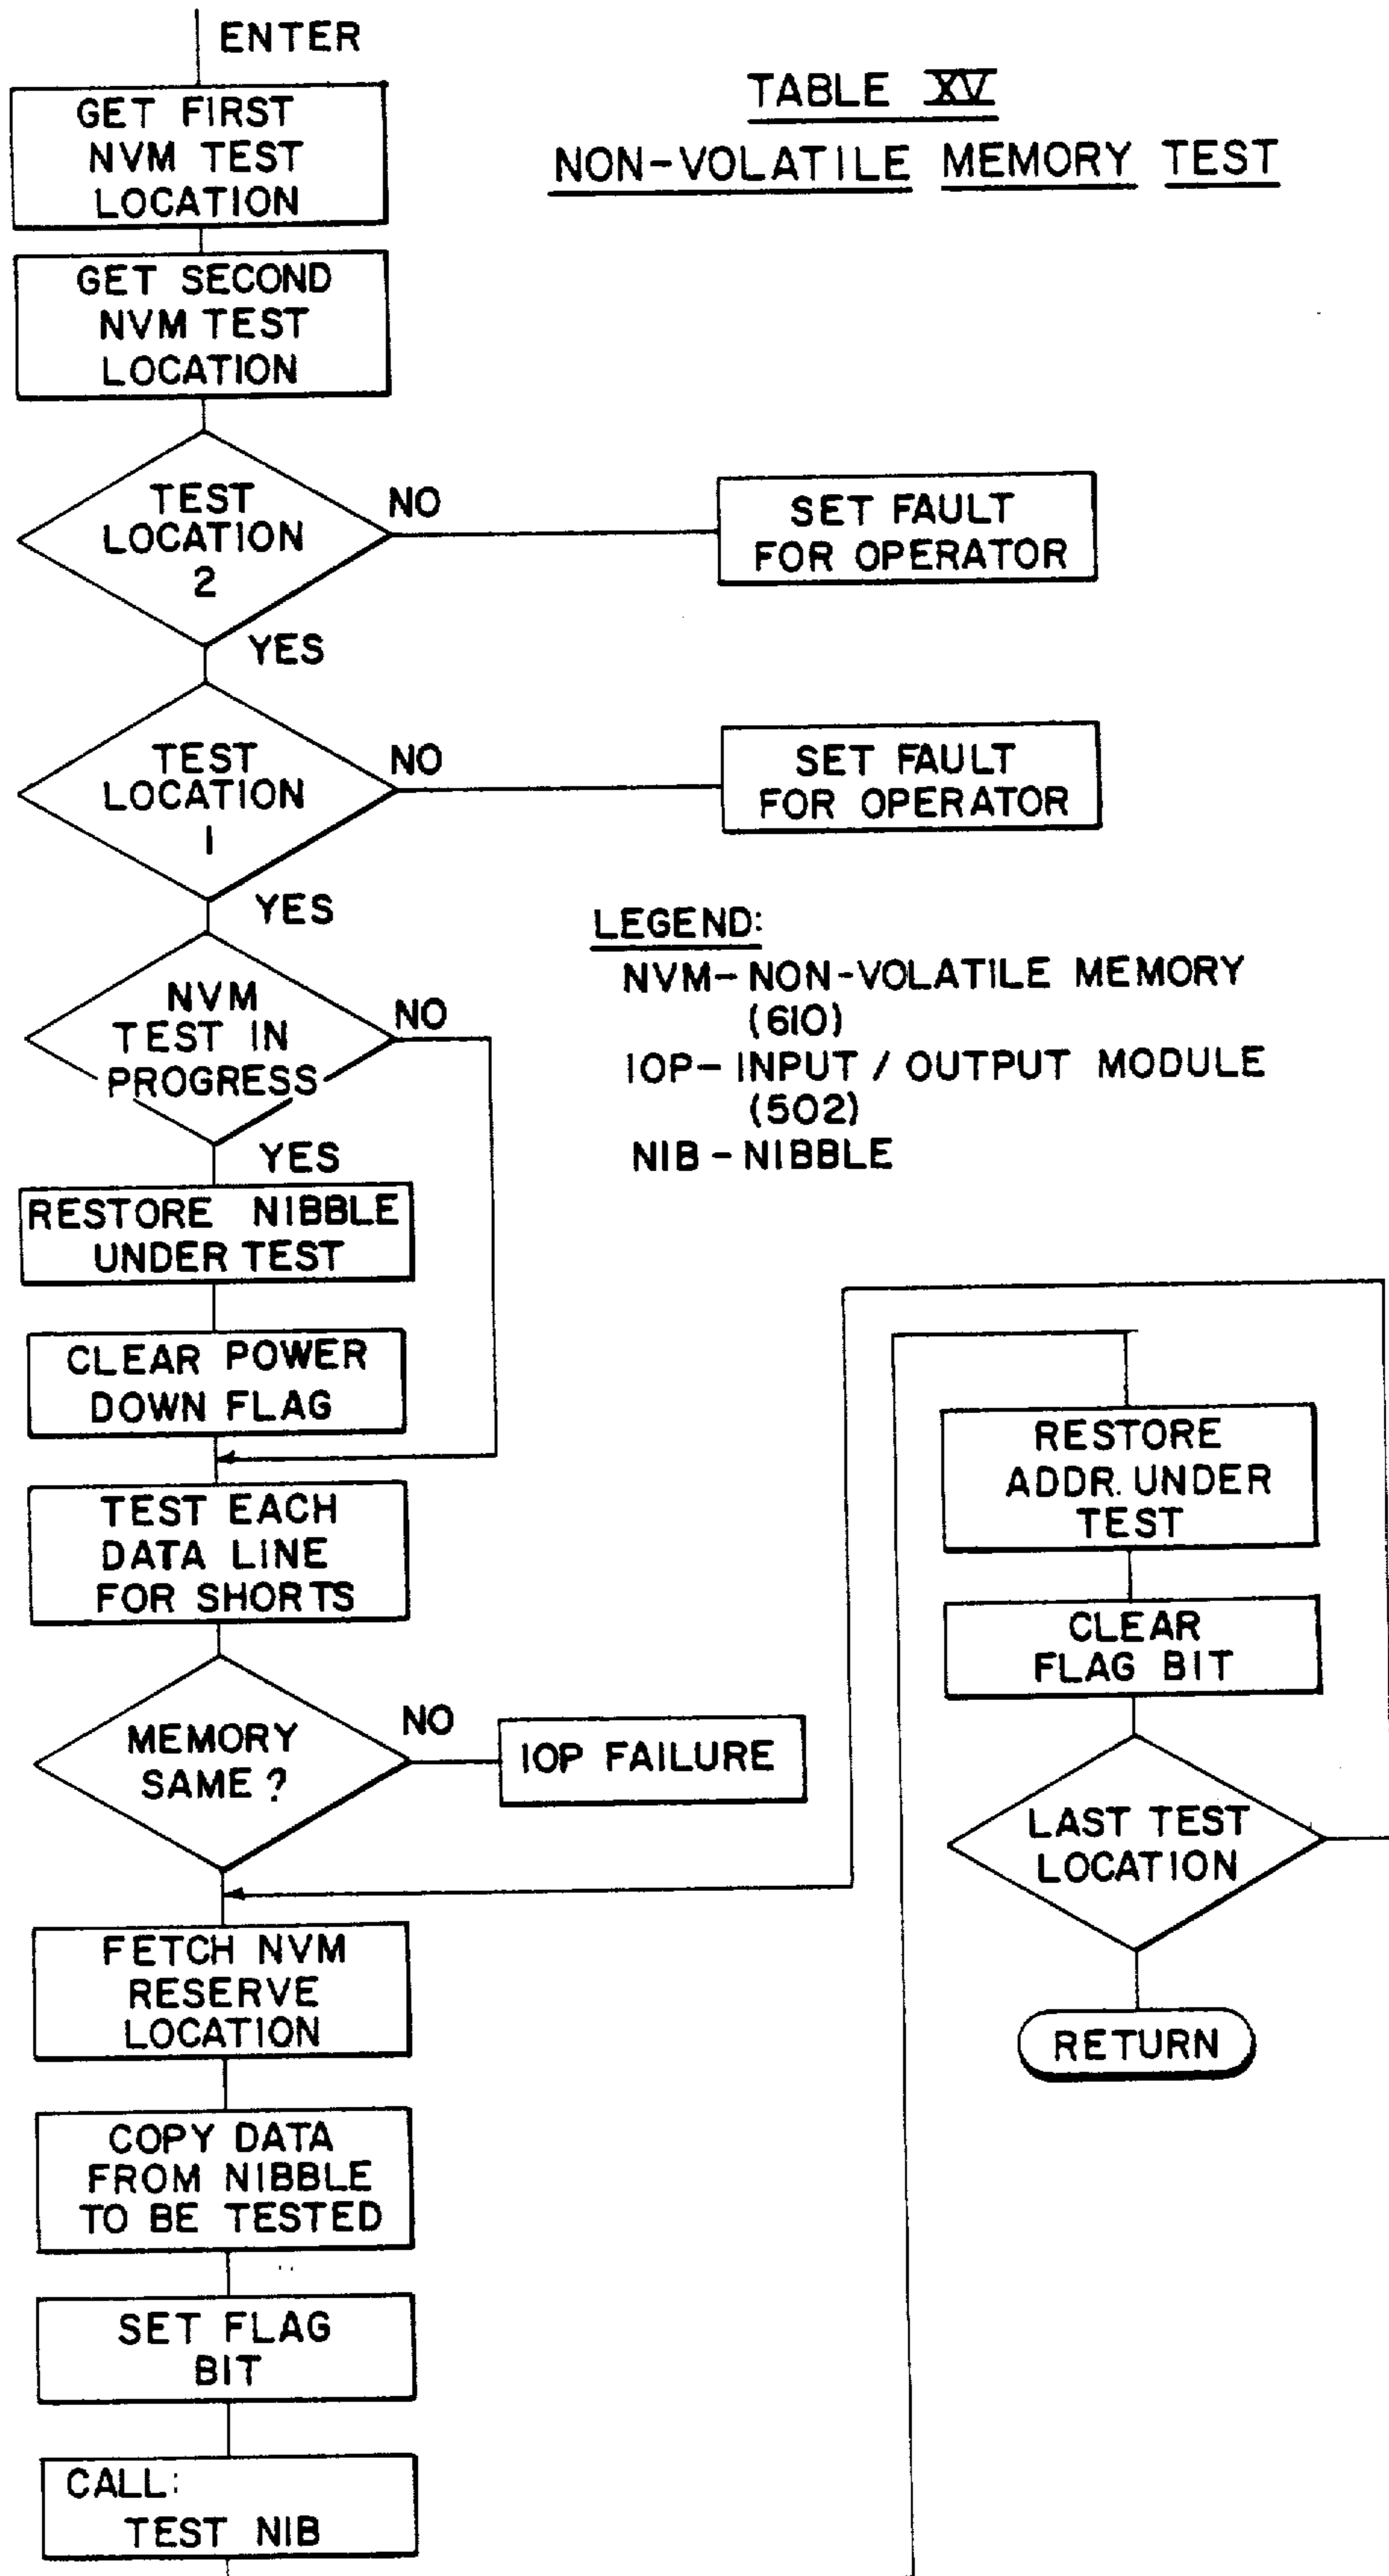 ENTER
TABLE XV
NON-VOLATILE MEMORY TEST
GET FIRST
NVM TEST
LOCATION
GET SECOND
NVM TEST
LOCATION
TEST
LOCATION
2
NO
SET FAULT
FOR OPERATOR
YES
TEST
LOCATION
1
NO
SET FAULT
FOR OPERATOR
YES
LEGEND:
NVM-NON-VOLATILE MEMORY
(610)
IOP-INPUT / OUTPUT MODULE
(502)
NIB-NIBBLE
NVM
TEST IN
PROGRESS
NO
YES
RESTORE NIBBLE
UNDER TEST
CLEAR POWER
DOWN FLAG
TEST EACH
DATA LINE
FOR SHORTS
MEMORY
SAME?
NO
IOP FAILURE
FETCH NVM
RESERVE
LOCATION
COPY DATA
FROM NIBBLE
TO BE TESTED
SET FLAG
BIT
CALL:
TEST NIB
RESTORE
ADDR. UNDER
TEST
CLEAR
FLAG BIT
LAST TEST
LOCATION
RETURN